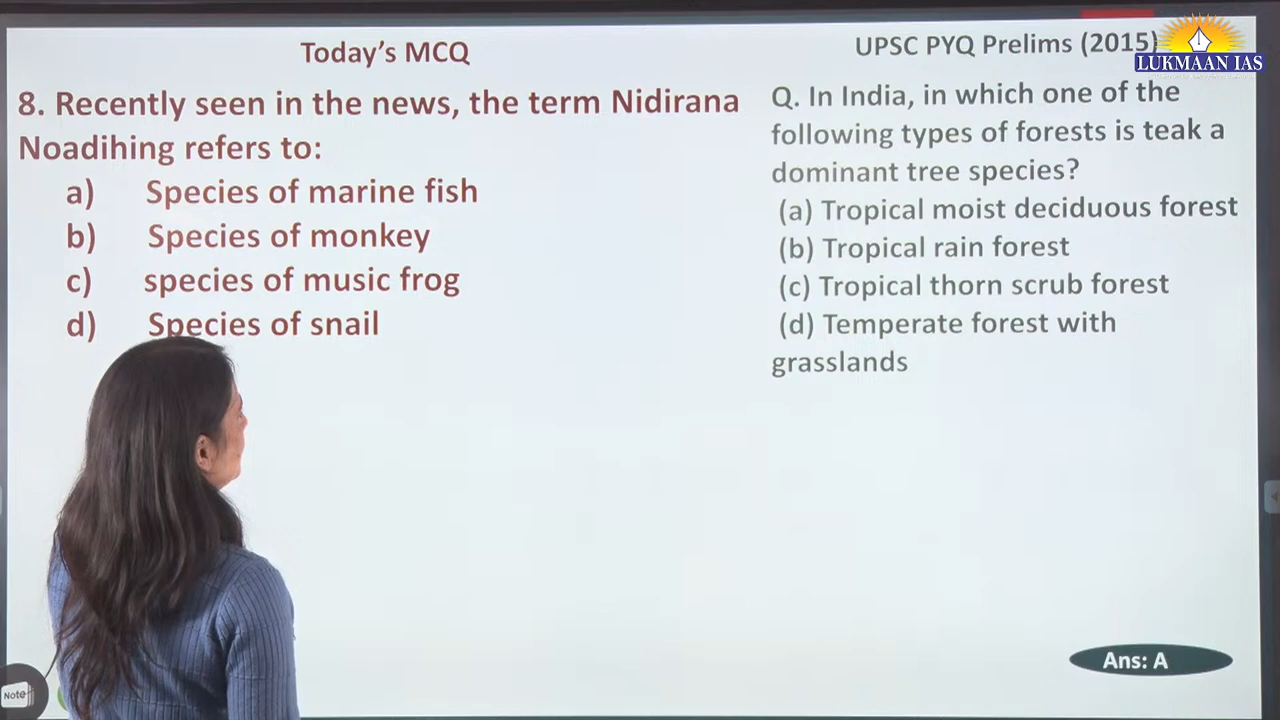 Today's MCQ
8. Recently seen in the news, the term Nidirana
Noadihing refers to:
a) Species of marine fish
b) Species of monkey
c) species of music frog
d) Species of snail
UPSC PYQ Prelims (2015)
LUKMAAN IAS
Q. In India, in which one of the
following types of forests is teak a
dominant tree species?
(a) Tropical moist deciduous forest
(b) Tropical rain forest
(c) Tropical thorn scrub forest
(d) Temperate forest with
grasslands
Ans: A
Note